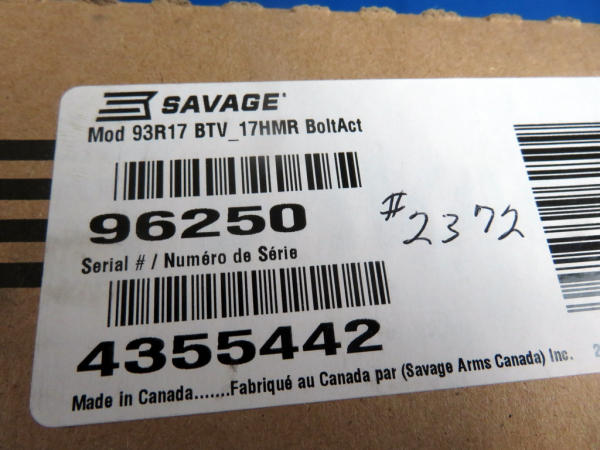 SAVAGE
Mod 93R17 BTV_17HMR BoltAct
96250
#2372
Serial # / Numéro de Série
4355442
Made in Canada.......Fabriqué au Canada par (Savage Arms Canada) Inc.